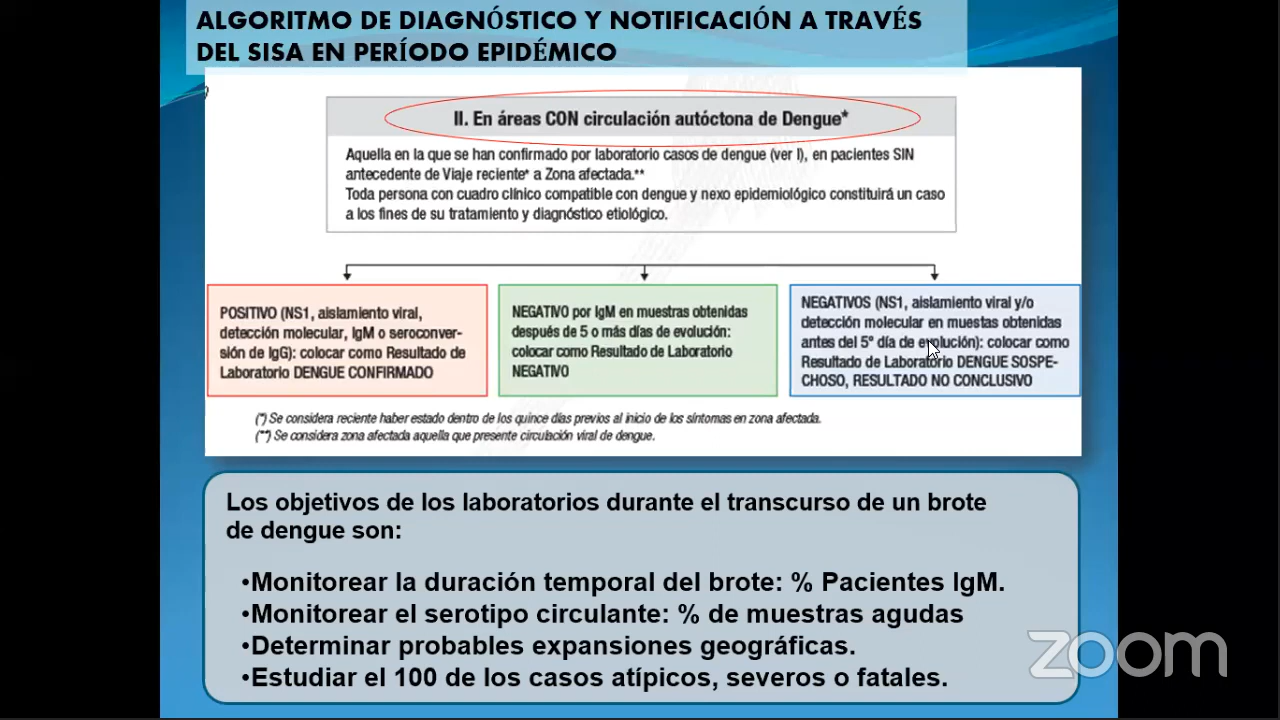 ALGORITMO DE DIAGNÓSTICO Y NOTIFICACIÓN A TRAVÉS
DEL SISA EN PERÍODO EPIDÉMICO
II. En áreas CON circulación autóctona de Dengue*
Aquella en la que se han confirmado por laboratorio casos de dengue (ver I), en pacientes SIN
antecedente de Viaje reciente* a Zona afectada.**
Toda persona con cuadro clínico compatible con dengue y nexo epidemiológico constituirá un caso
a los fines de su tratamiento y diagnóstico etiológico.
POSITIVO (NS1, aislamiento viral,
detección molecular, IgM o seroconver-
sión de IgG): colocar como Resultado de
Laboratorio DENGUE CONFIRMADO
NEGATIVO por IgM en muestras obtenidas
después de 5 o más días de evolución:
colocar como Resultado de Laboratorio
NEGATIVO
NEGATIVOS (NS1, aislamiento viral y/o
detección molecular en muestas obtenidas
antes del 5° día de evolución): colocar como
Resultado de Laboratorio DENGUE SOSPE-
CHOSO, RESULTADO NO CONCLUSIVO
(*) Se considera reciente haber estado dentro de los quince días previos al inicio de los síntomas en zona afectada.
(**) Se considera zona afectada aquella que presente circulación viral de dengue.
Los objetivos de los laboratorios durante el transcurso de un brote
de dengue son:
•Monitorear la duración temporal del brote: % Pacientes IgM.
•Monitorear el serotipo circulante: % de muestras agudas
•Determinar probables expansiones geográficas.
•Estudiar el 100 de los casos atípicos, severos o fatales.
zoom